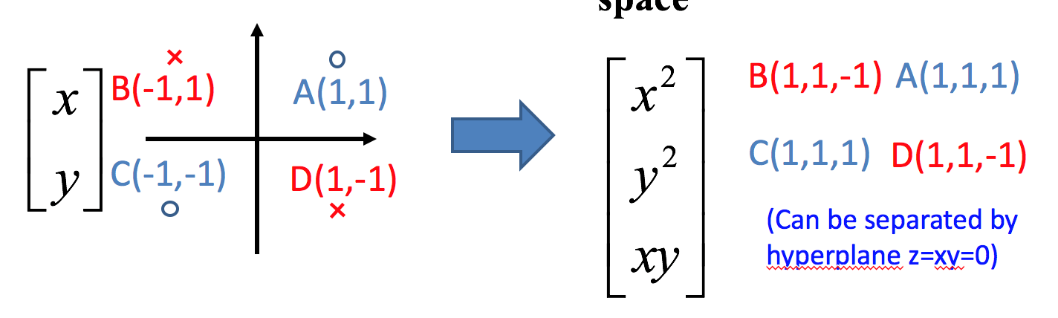 space
x
y
B(-1,1)
A(1,1)
C(-1,-1)
D(1,-1)
x²
y²
xy
B(1,1,-1) A(1,1,1)
C(1,1,1) D(1,1,-1)
(Can be separated by
hyperplane z=xy=0)